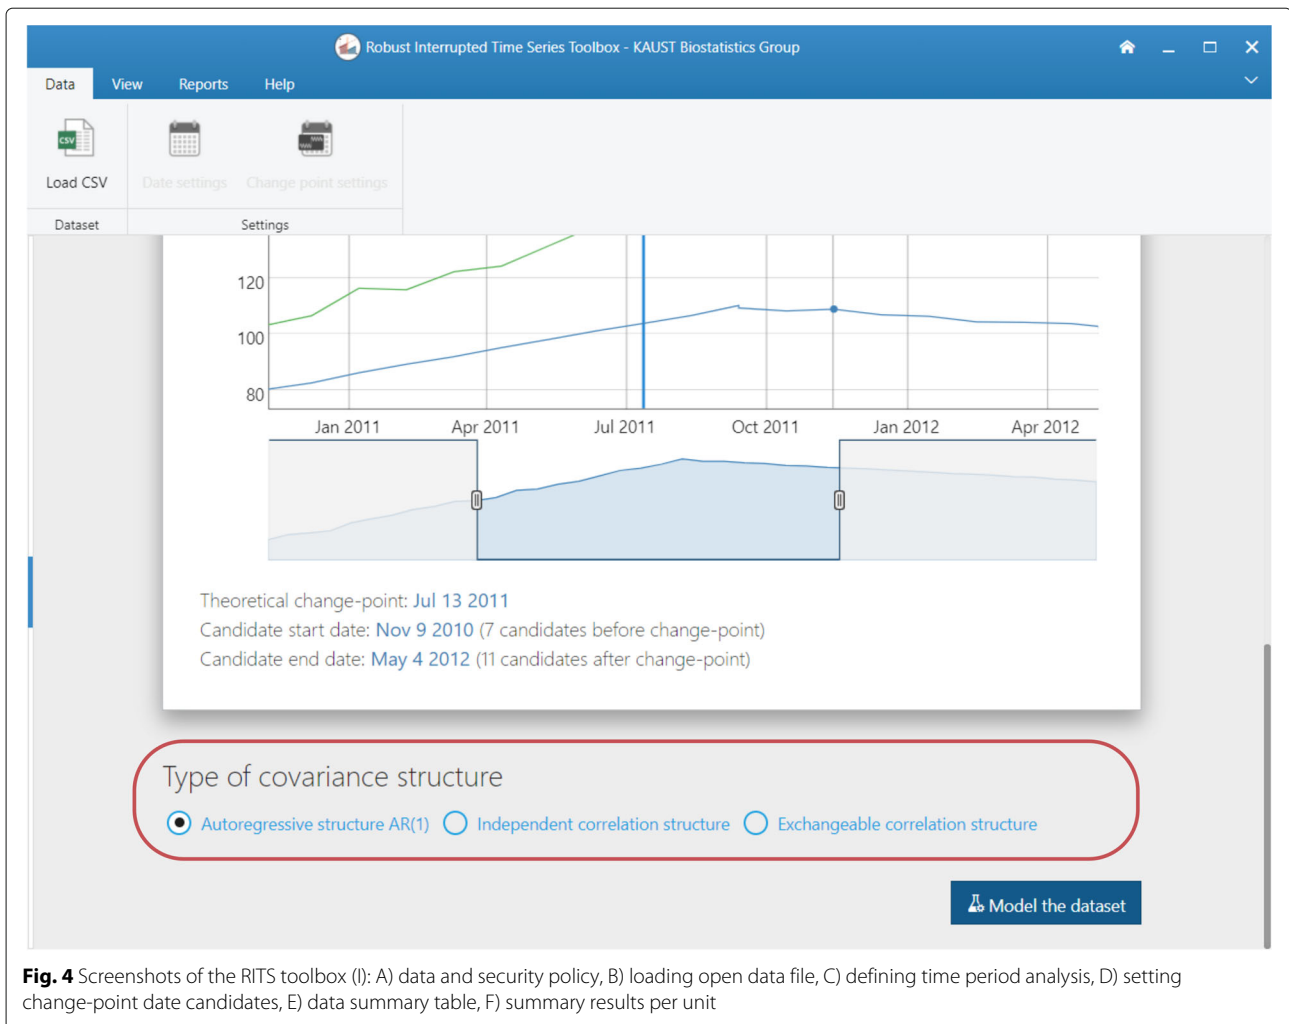 Robust Interrupted Time Series Toolbox - KAUST Biostatistics Group
Data View Reports Help
CSV
Load CSV Date settings Change point settings
Dataset Settings
120
100
80
Jan 2011 Apr 2011 Jul 2011 Oct 2011 Jan 2012 Apr 2012
Theoretical change-point: Jul 13 2011
Candidate start date: Nov 9 2010 (7 candidates before change-point)
Candidate end date: May 4 2012 (11 candidates after change-point)
Type of covariance structure
Autoregressive structure AR(1) Independent correlation structure Exchangeable correlation structure
Model the dataset
Fig. 4 Screenshots of the RITS toolbox (I): A) data and security policy, B) loading open data file, C) defining time period analysis, D) setting
change-point date candidates, E) data summary table, F) summary results per unit